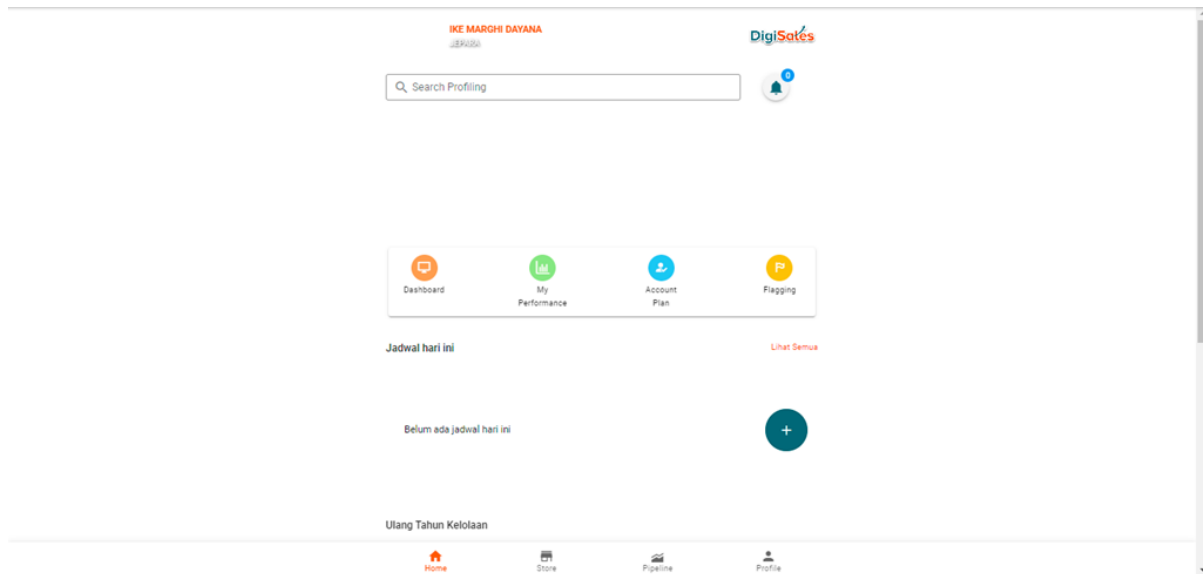 IKE MARGHI DAYANA
JEPARA
DigiSales
Search Profiling
0
Dashboard
My
Performance
Account
Plan
Flagging
Jadwal hari ini
Lihat Semua
Belum ada jadwal hari ini
+
Ulang Tahun Kelolaan
Home
Store
Pipeline
Profile